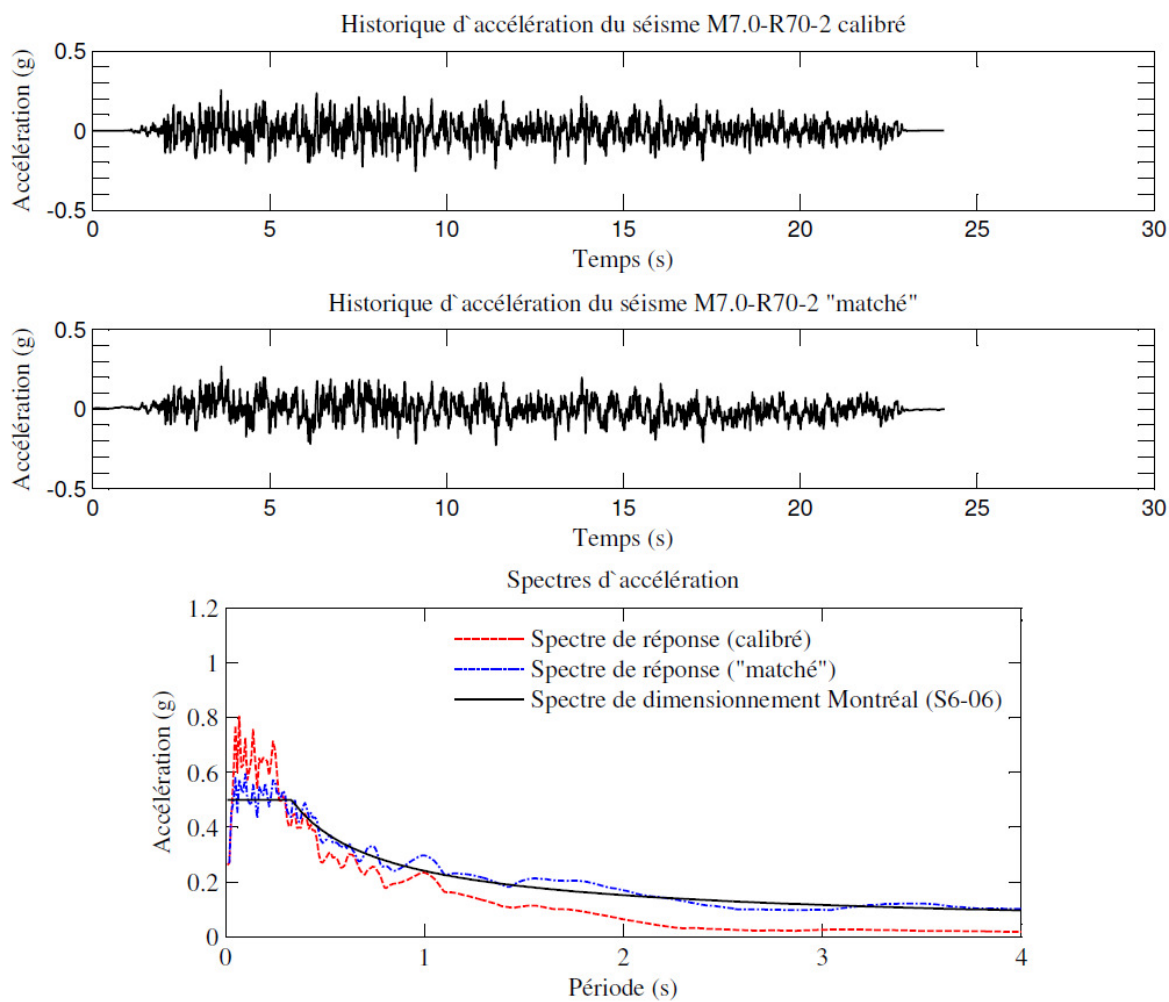 Historique d`accélération du séisme M7.0-R70-2 calibré
0.5
0
-0.5
Accélération (g)
0 5 10 15 20 25 30
Temps (s)
Historique d`accélération du séisme M7.0-R70-2 "matché"
0.5
0
-0.5
Accélération (g)
0 5 10 15 20 25 30
Temps (s)
Spectres d`accélération
1.2
1
0.8
0.6
0.4
0.2
0
Accélération (g)
Spectre de réponse (calibré)
Spectre de réponse ("matché")
Spectre de dimensionnement Montréal (S6-06)
0 1 2 3 4
Période (s)